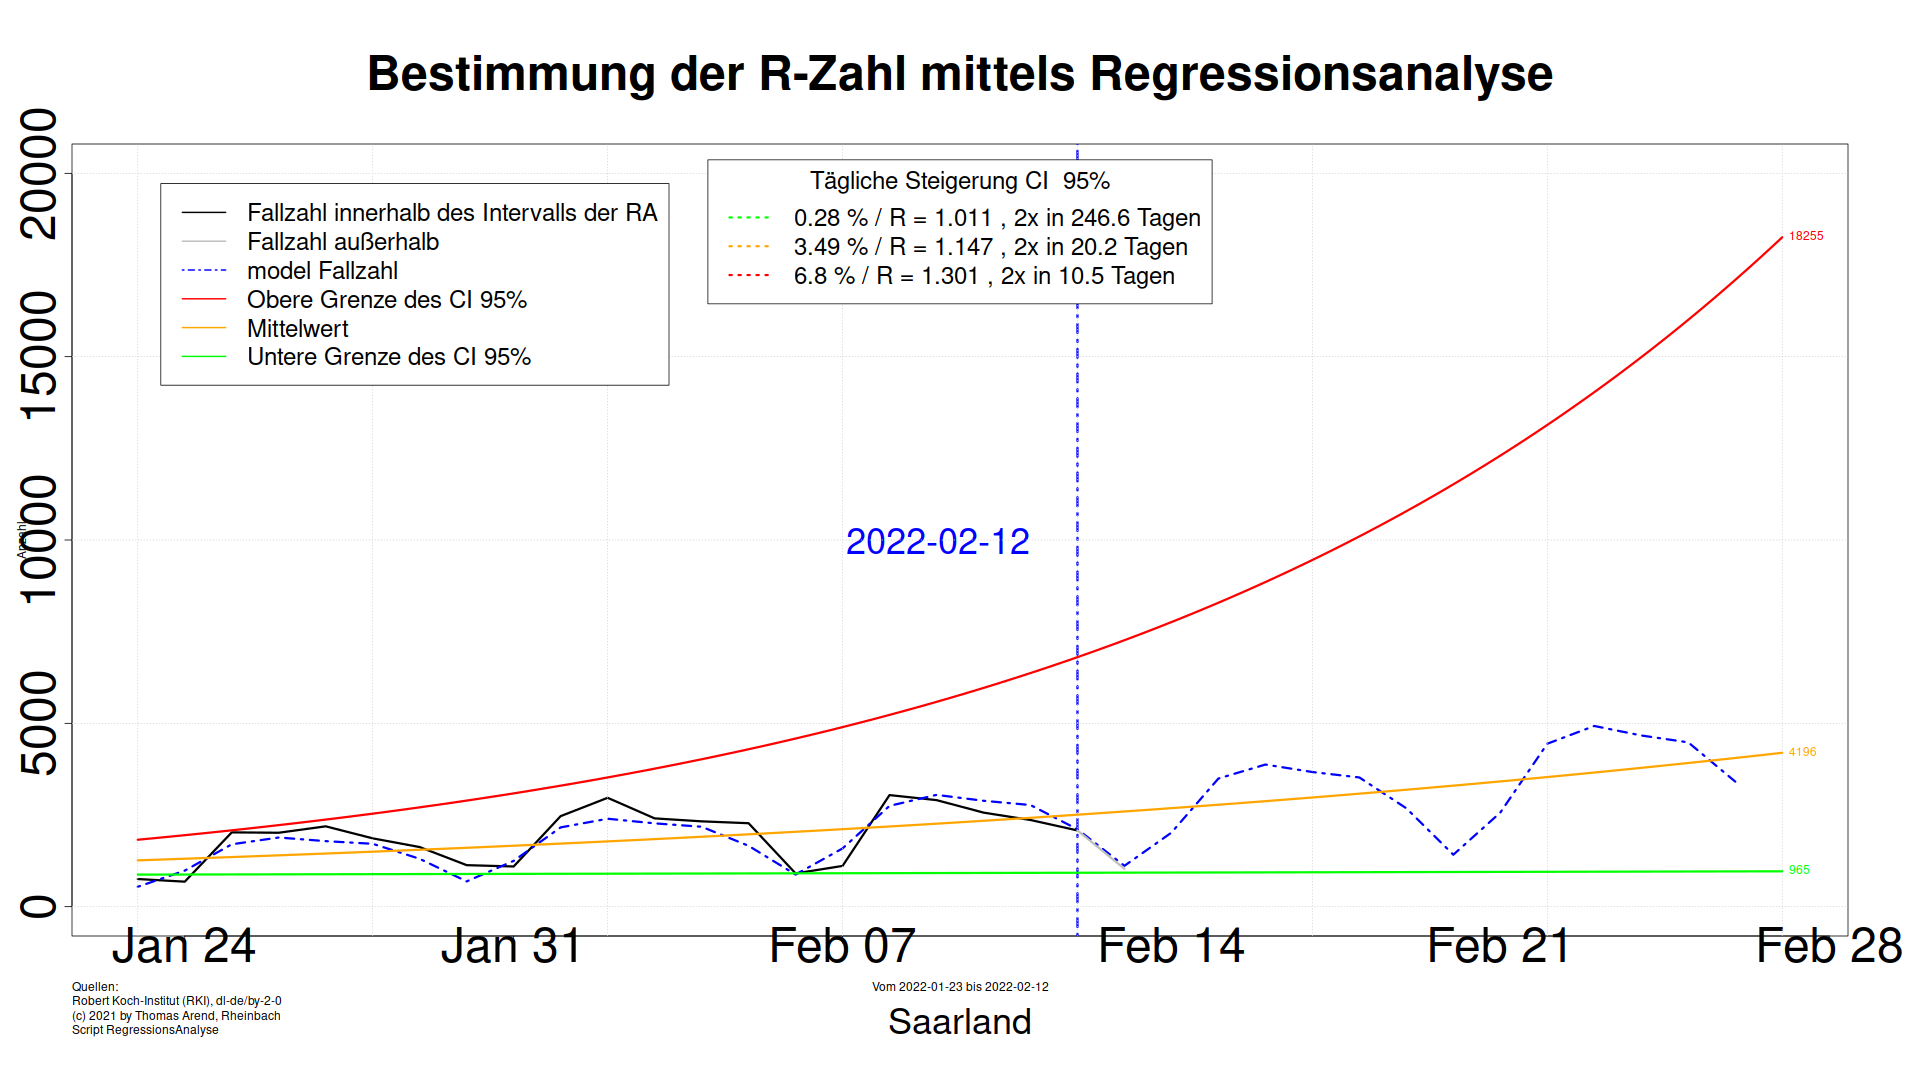 Bestimmung der R-Zahl mittels Regressionsanalyse
Anzahl
20000
15000
10000
5000
0
Fallzahl innerhalb des Intervalls der RA
Fallzahl außerhalb
model Fallzahl
Obere Grenze des CI 95%
Mittelwert
Untere Grenze des CI 95%
Tägliche Steigerung CI 95%
0.28 % / R = 1.011 , 2x in 246.6 Tagen
3.49 % / R = 1.147 , 2x in 20.2 Tagen
6.8 % / R = 1.301 , 2x in 10.5 Tagen
18255
2022-02-12
4196
965
Jan 24
Jan 31
Feb 07
Feb 14
Feb 21
Feb 28
Quellen:
Robert Koch-Institut (RKI), dl-de/by-2-0
(c) 2021 by Thomas Arend, Rheinbach
Script RegressionsAnalyse
Vom 2022-01-23 bis 2022-02-12
Saarland